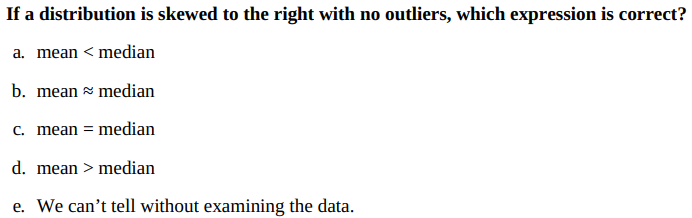 If a distribution is skewed to the right with no outliers, which expression is correct?
a. mean < median
b. mean ≈ median
c. mean = median
d. mean > median
e. We can’t tell without examining the data.